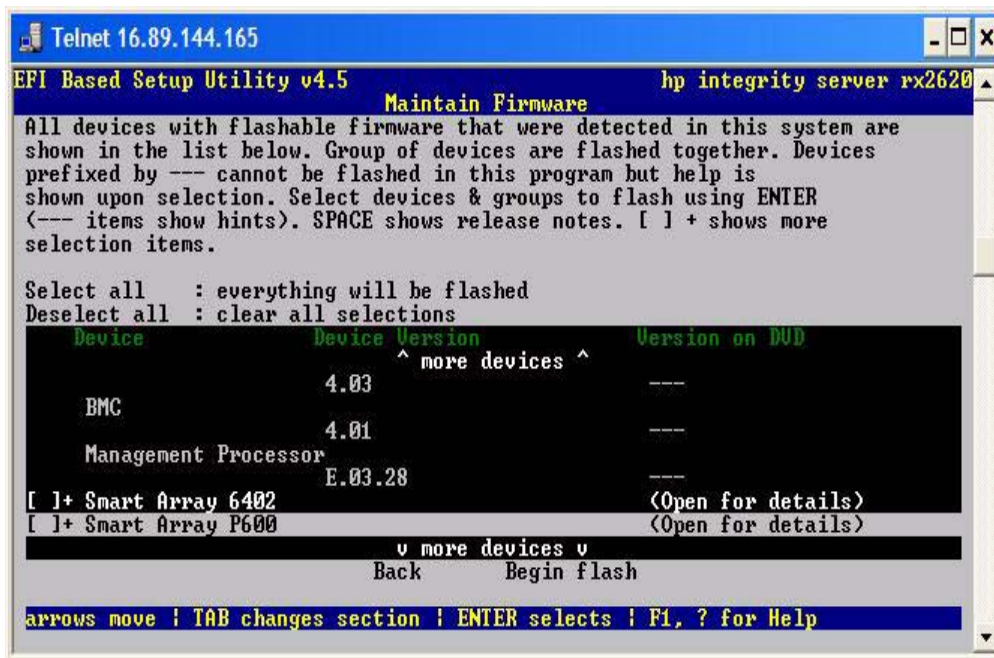 Telnet 16.89.144.165
EFI Based Setup Utility v4.5 hp integrity server rx2620
Maintain Firmware
All devices with flashable firmware that were detected in this system are
shown in the list below. Group of devices are flashed together. Devices
prefixed by --- cannot be flashed in this program but help is
shown upon selection. Select devices & groups to flash using ENTER
(--- items show hints). SPACE shows release notes. [ ] + shows more
selection items.
Select all : everything will be flashed
Deselect all : clear all selections
Device Device Version Version on DVD
^ more devices ^
4.03 ---
BMC
4.01 ---
Management Processor
E.03.28 ---
[ ]+ Smart Array 6402 (Open for details)
[ ]+ Smart Array P600 (Open for details)
v more devices v
Back Begin flash
arrows move ¦ TAB changes section ¦ ENTER selects ¦ F1, ? for Help